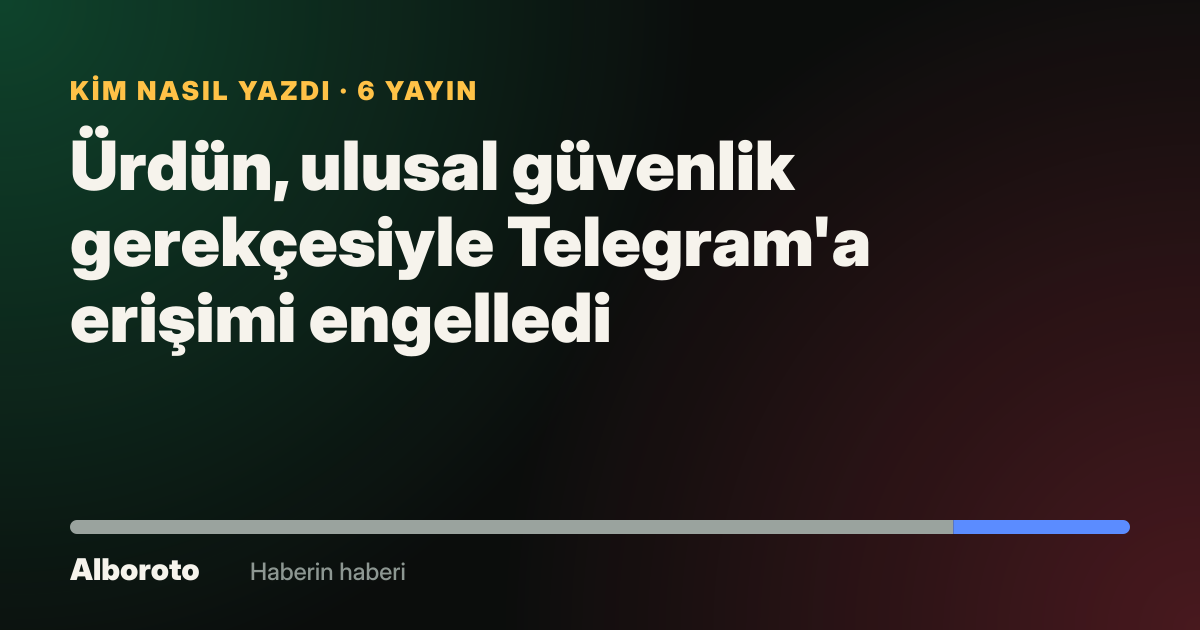 KİM NASIL YAZDI · 6 YAYIN
Ürdün, ulusal güvenlik
gerekçesiyle Telegram'a
erişimi engelledi
Alboroto Haberin haberi